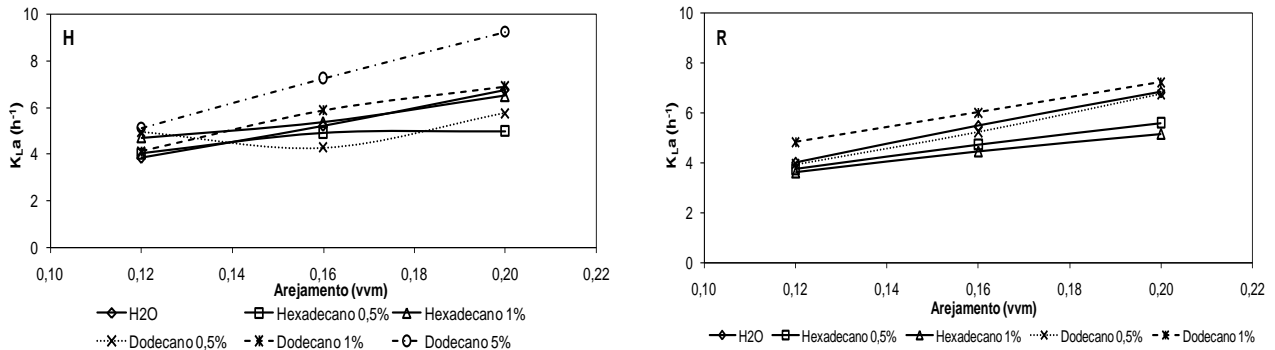 H
K_La (h⁻¹)
10
8
6
4
2
0
0,10 0,12 0,14 0,16 0,18 0,20 0,22
Arejamento (vvm)
H2O Hexadecano 0,5% Hexadecano 1%
Dodecano 0,5% Dodecano 1% Dodecano 5%
R
K_La (h⁻¹)
10
8
6
4
2
0
0,10 0,12 0,14 0,16 0,18 0,20 0,22
Arejamento (vvm)
H2O Hexadecano 0,5% Hexadecano 1% Dodecano 0,5% Dodecano 1%